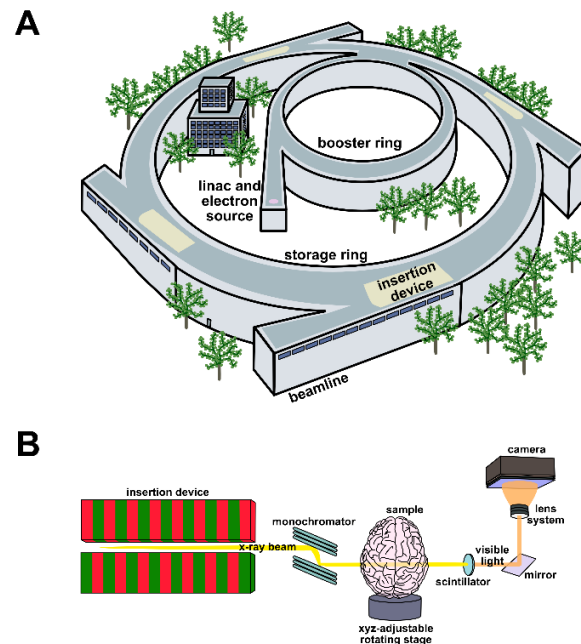 A
booster ring
linac and
electron
source
storage ring
insertion
device
beamline
B
camera
insertion device
lens
system
monochromator
sample
x-ray beam
visible
light
scintillator
mirror
xyz-adjustable
rotating stage